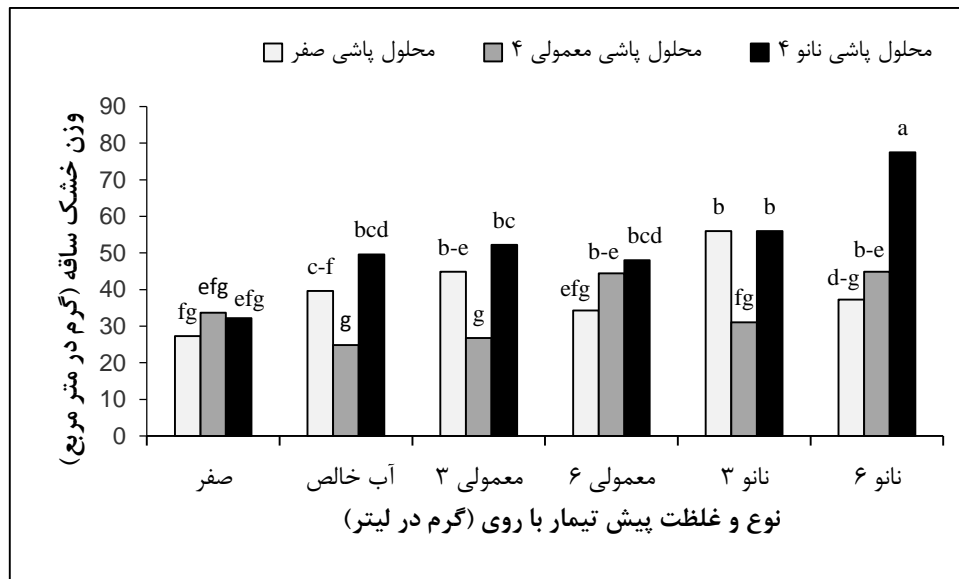 محلول پاشی صفر محلول پاشی معمولی ۴ محلول پاشی نانو ۴
وزن خشک ساقه (گرم در متر مربع)
90
80
70
60
50
40
30
20
10
0
fg efg efg
c-f g bcd
b-e g bc
efg b-e bcd
b fg b
d-g b-e a
صفر آب خالص معمولی ۳ معمولی ۶ نانو ۳ نانو ۶
نوع و غلظت پیش تیمار با روی (گرم در لیتر)